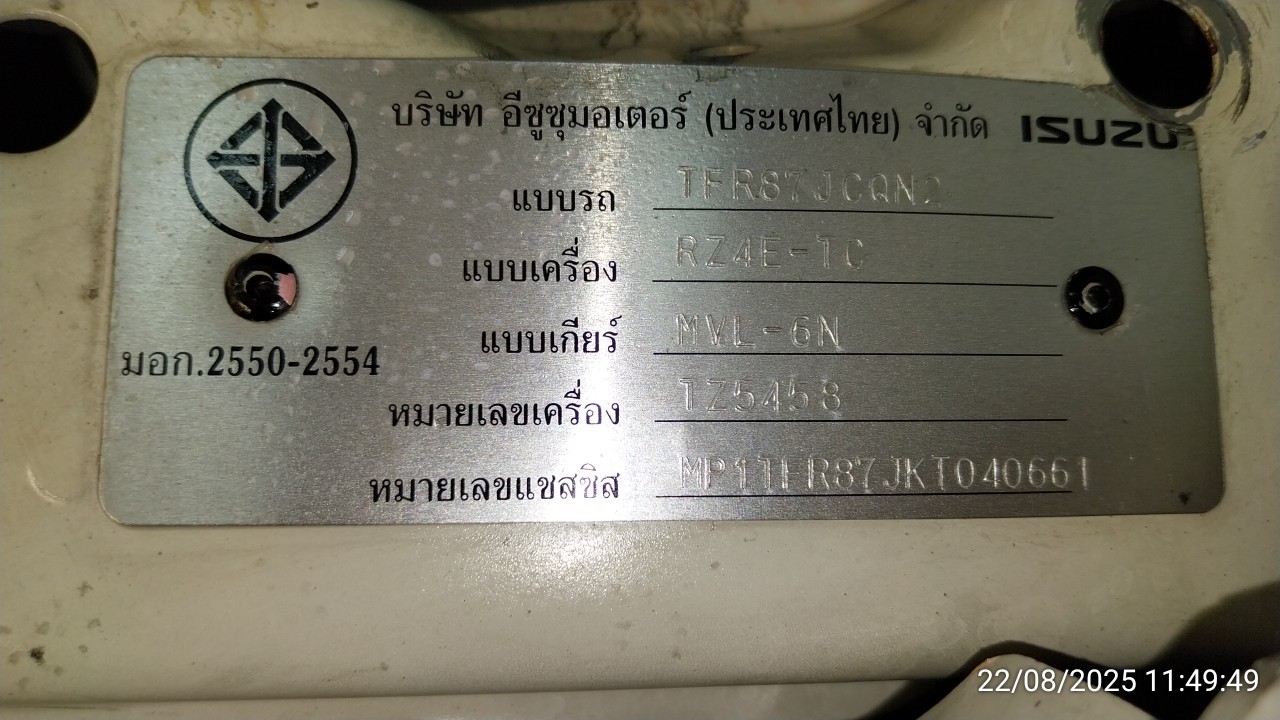 บริษัท อีซูซุมอเตอร์ (ประเทศไทย) จำกัด ISUZU
แบบรถ TFR87JCQN2
แบบเครื่อง RZ4E-TC
แบบเกียร์ MVL-6N
มอก.2550-2554
หมายเลขเครื่อง TZ5458
หมายเลขแชสซิส MP1TFR87JKT040661
22/08/2025 11:49:49